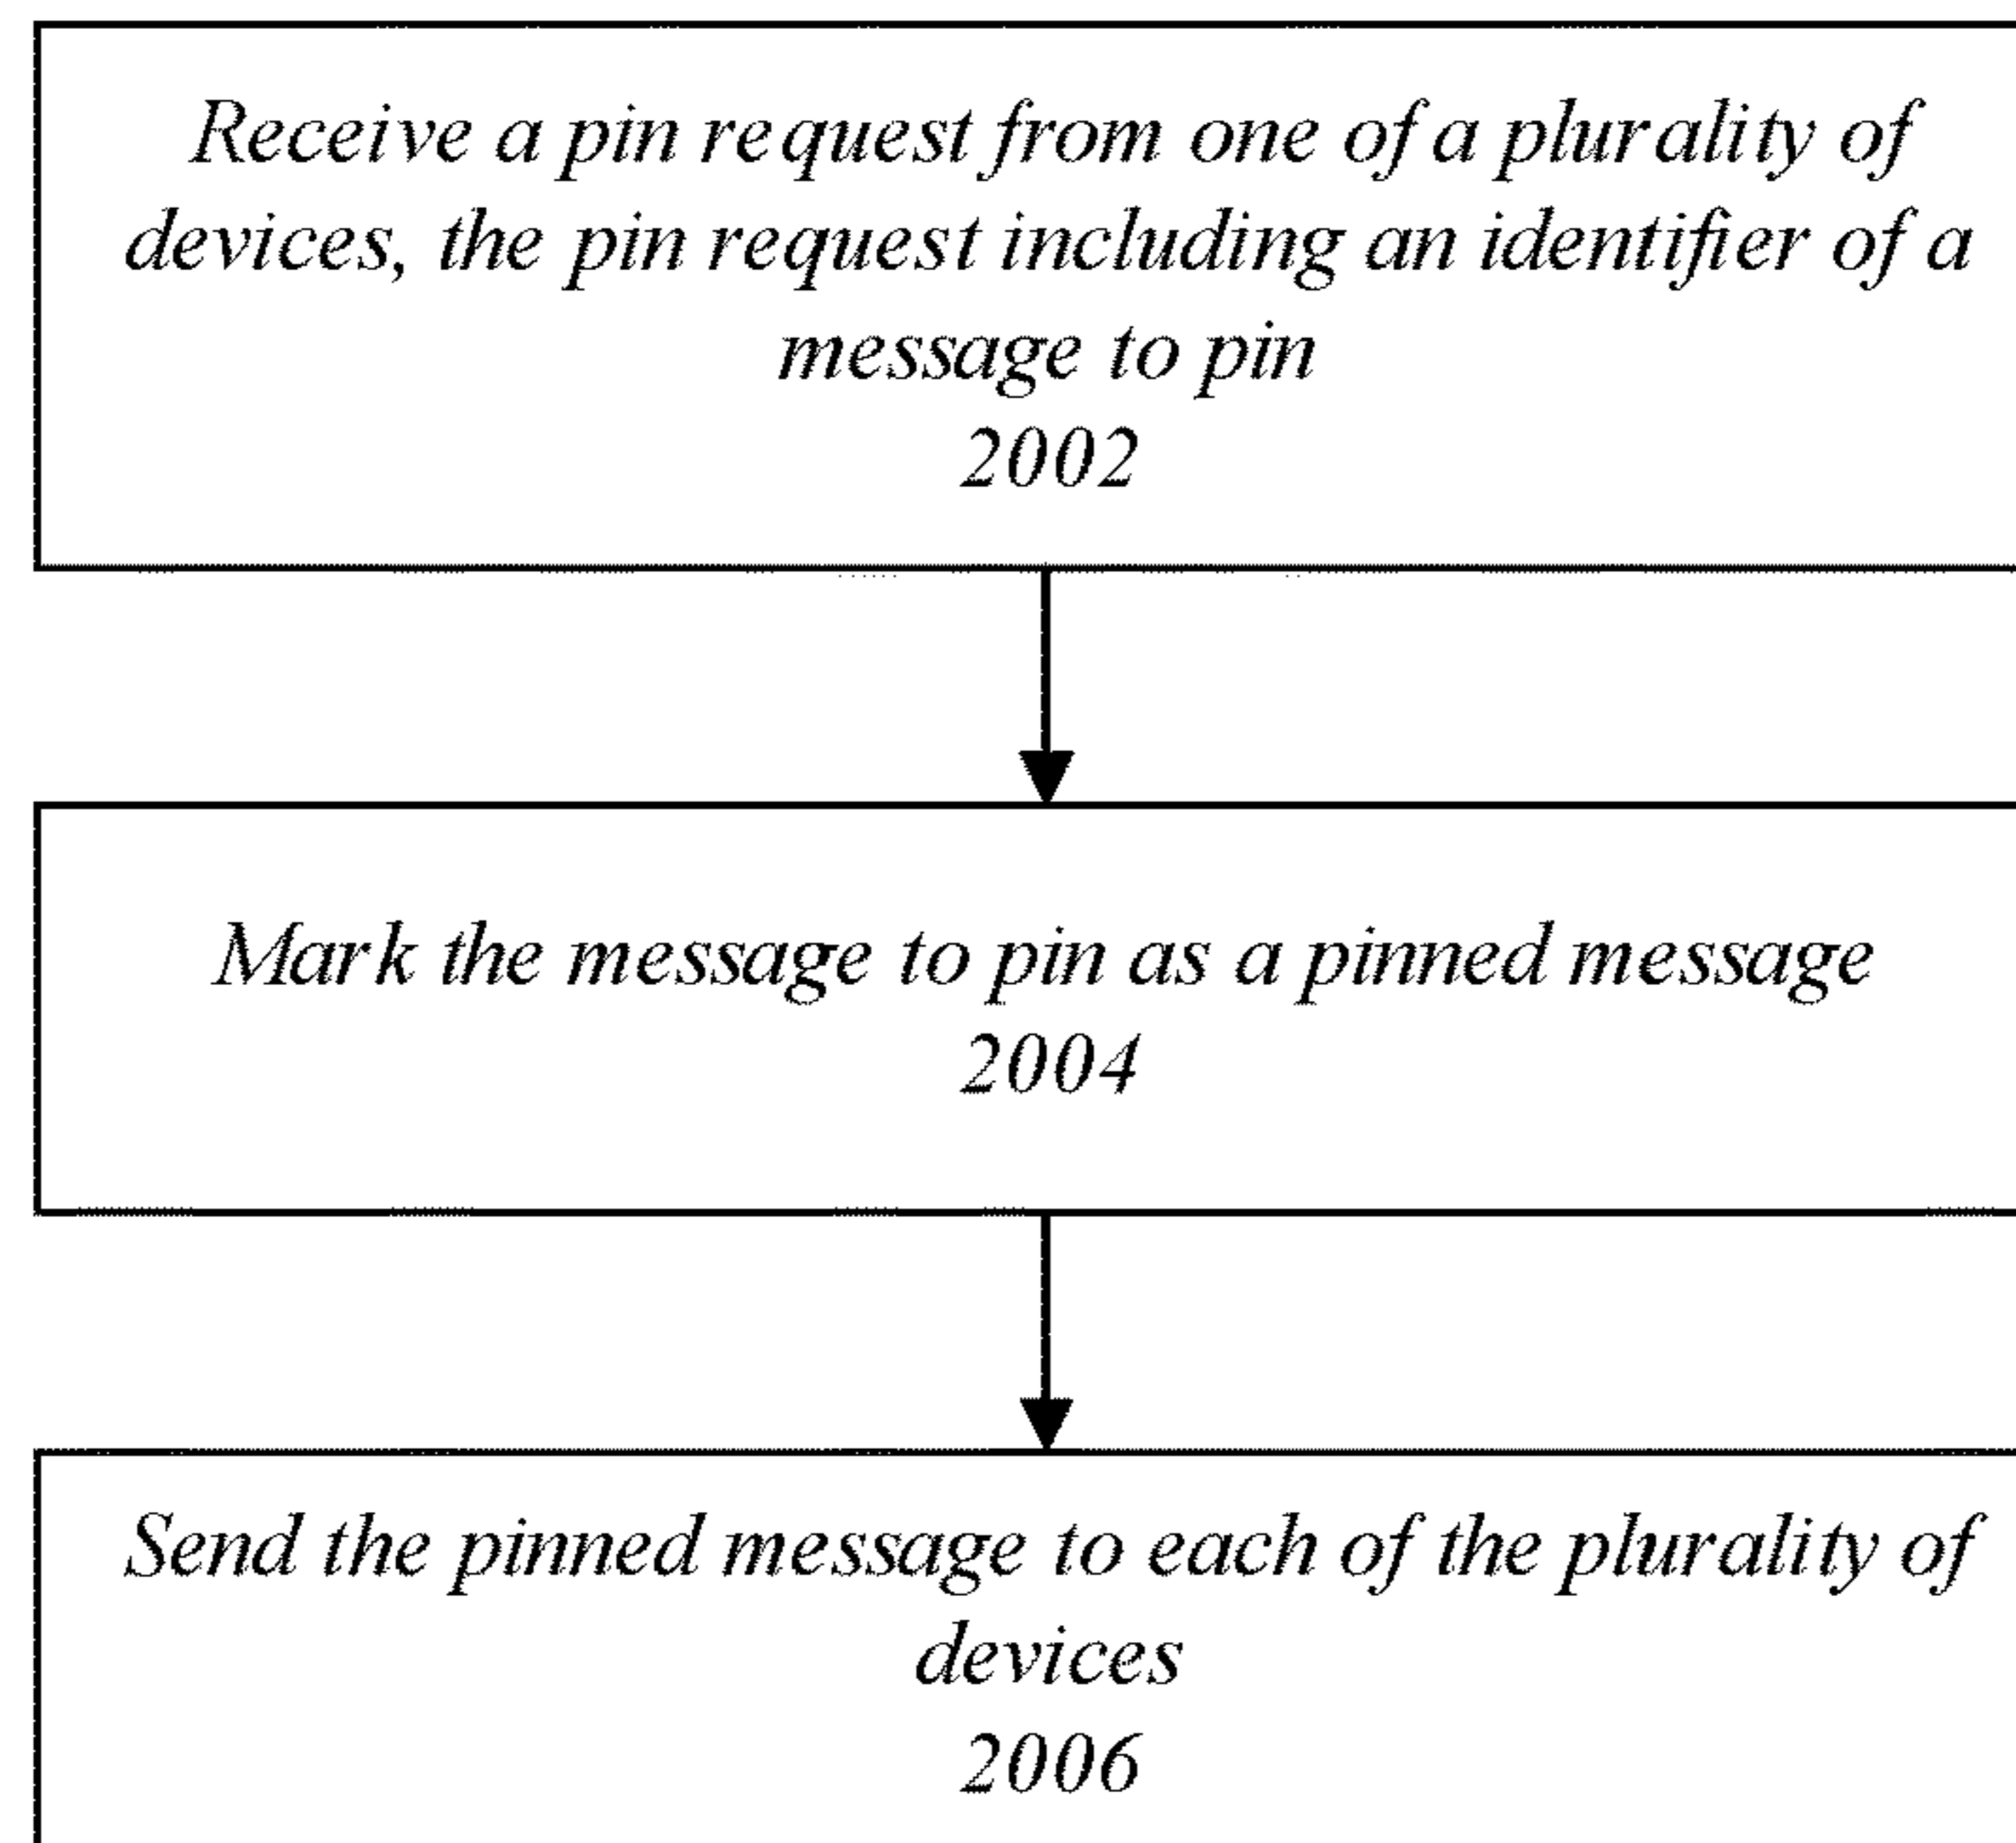 Receive a pin request from one of a plurality of
devices, the pin request including an identifier of a
message to pin
2002
Mark the message to pin as a pinned message
2004
Send the pinned message to each of the plurality of
devices
2006